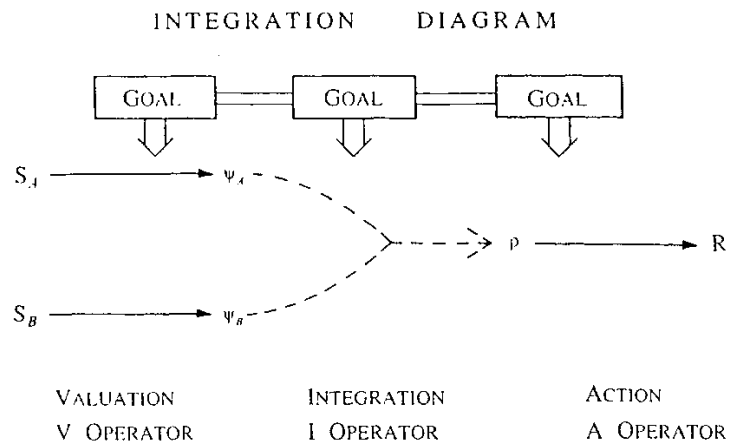 INTEGRATION DIAGRAM
GOAL GOAL GOAL
S_A ψ_A
ρ R
S_B ψ_B
VALUATION INTEGRATION ACTION
V OPERATOR I OPERATOR A OPERATOR